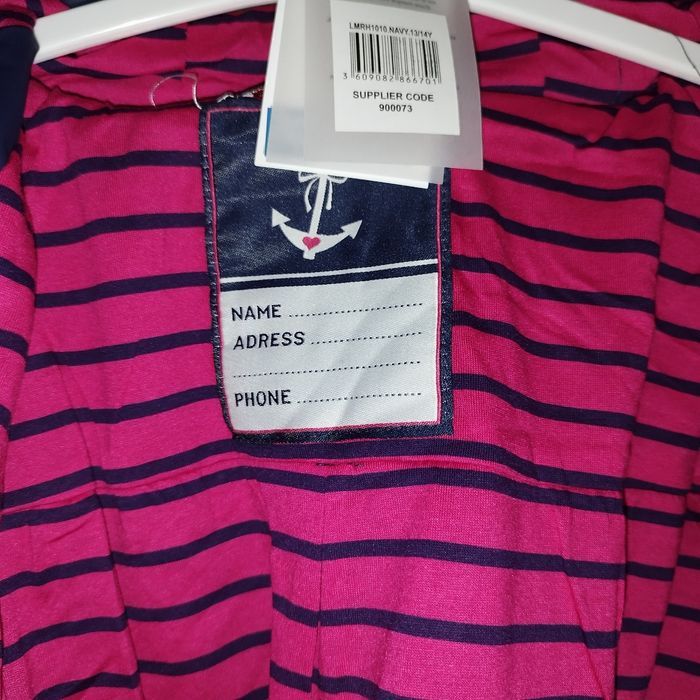 LMRH1010.NAVY.13/14Y
3 609082 866701
SUPPLIER CODE
900073
NAME
ADRESS
PHONE